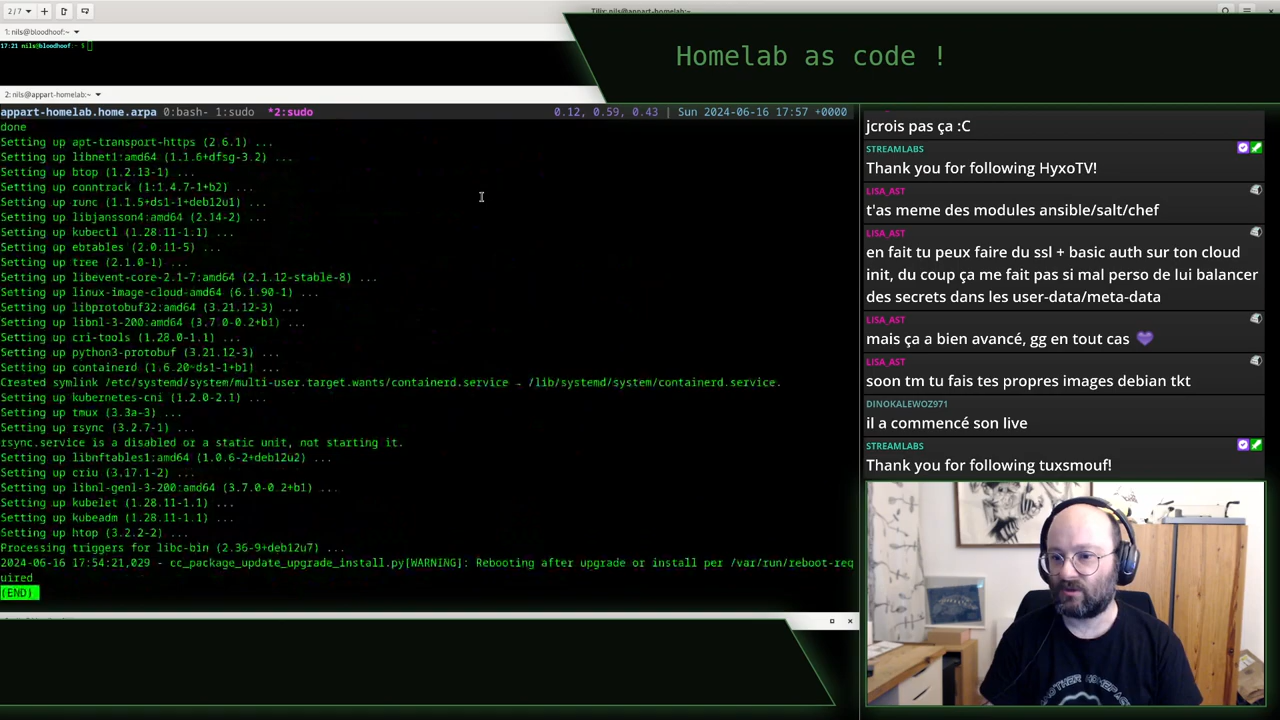 2 / 7
Tilix: nils@appart-homelab:~
1: nils@bloodhoof:~
17:21 nils@bloodhoof:~ $
Homelab as code !
2: nils@appart-homelab:~
appart-homelab.home.arpa 0:bash- 1:sudo *2:sudo 0.12, 0.59, 0.43 | Sun 2024-06-16 17:57 +0000
done
Setting up apt-transport-https (2.6.1) ...
Setting up libnet1:amd64 (1.1.6+dfsg-3.2) ...
Setting up btop (1.2.13-1) ...
Setting up conntrack (1:1.4.7-1+b2) ...
Setting up runc (1.1.5+ds1-1+deb12u1) ...
Setting up libjansson4:amd64 (2.14-2) ...
Setting up kubectl (1.28.11-1.1) ...
Setting up ebtables (2.0.11-5) ...
Setting up tree (2.1.0-1) ...
Setting up libevent-core-2.1-7:amd64 (2.1.12-stable-8) ...
Setting up linux-image-cloud-amd64 (6.1.90-1) ...
Setting up libprotobuf32:amd64 (3.21.12-3) ...
Setting up libnl-3-200:amd64 (3.7.0-0.2+b1) ...
Setting up cri-tools (1.28.0-1.1) ...
Setting up python3-protobuf (3.21.12-3) ...
Setting up containerd (1.6.20~ds1-1+b1) ...
Created symlink /etc/systemd/system/multi-user.target.wants/containerd.service → /lib/systemd/system/containerd.service.
Setting up kubernetes-cni (1.2.0-2.1) ...
Setting up tmux (3.3a-3) ...
Setting up rsync (3.2.7-1) ...
rsync.service is a disabled or a static unit, not starting it.
Setting up libnftables1:amd64 (1.0.6-2+deb12u2) ...
Setting up criu (3.17.1-2) ...
Setting up libnl-genl-3-200:amd64 (3.7.0-0.2+b1) ...
Setting up kubelet (1.28.11-1.1) ...
Setting up kubeadm (1.28.11-1.1) ...
Setting up htop (3.2.2-2) ...
Processing triggers for libc-bin (2.36-9+deb12u7) ...
2024-06-16 17:54:21,029 - cc_package_update_upgrade_install.py[WARNING]: Rebooting after upgrade or install per /var/run/reboot-req
uired
(END)
jcrois pas ça :C
STREAMLABS
Thank you for following HyxoTV!
LISA_AST
t'as meme des modules ansible/salt/chef
LISA_AST
en fait tu peux faire du ssl + basic auth sur ton cloud
init, du coup ça me fait pas si mal perso de lui balancer
des secrets dans les user-data/meta-data
LISA_AST
mais ça a bien avancé, gg en tout cas 💜
LISA_AST
soon tm tu fais tes propres images debian tkt
DINOKALEWOZ971
il a commencé son live
STREAMLABS
Thank you for following tuxsmouf!